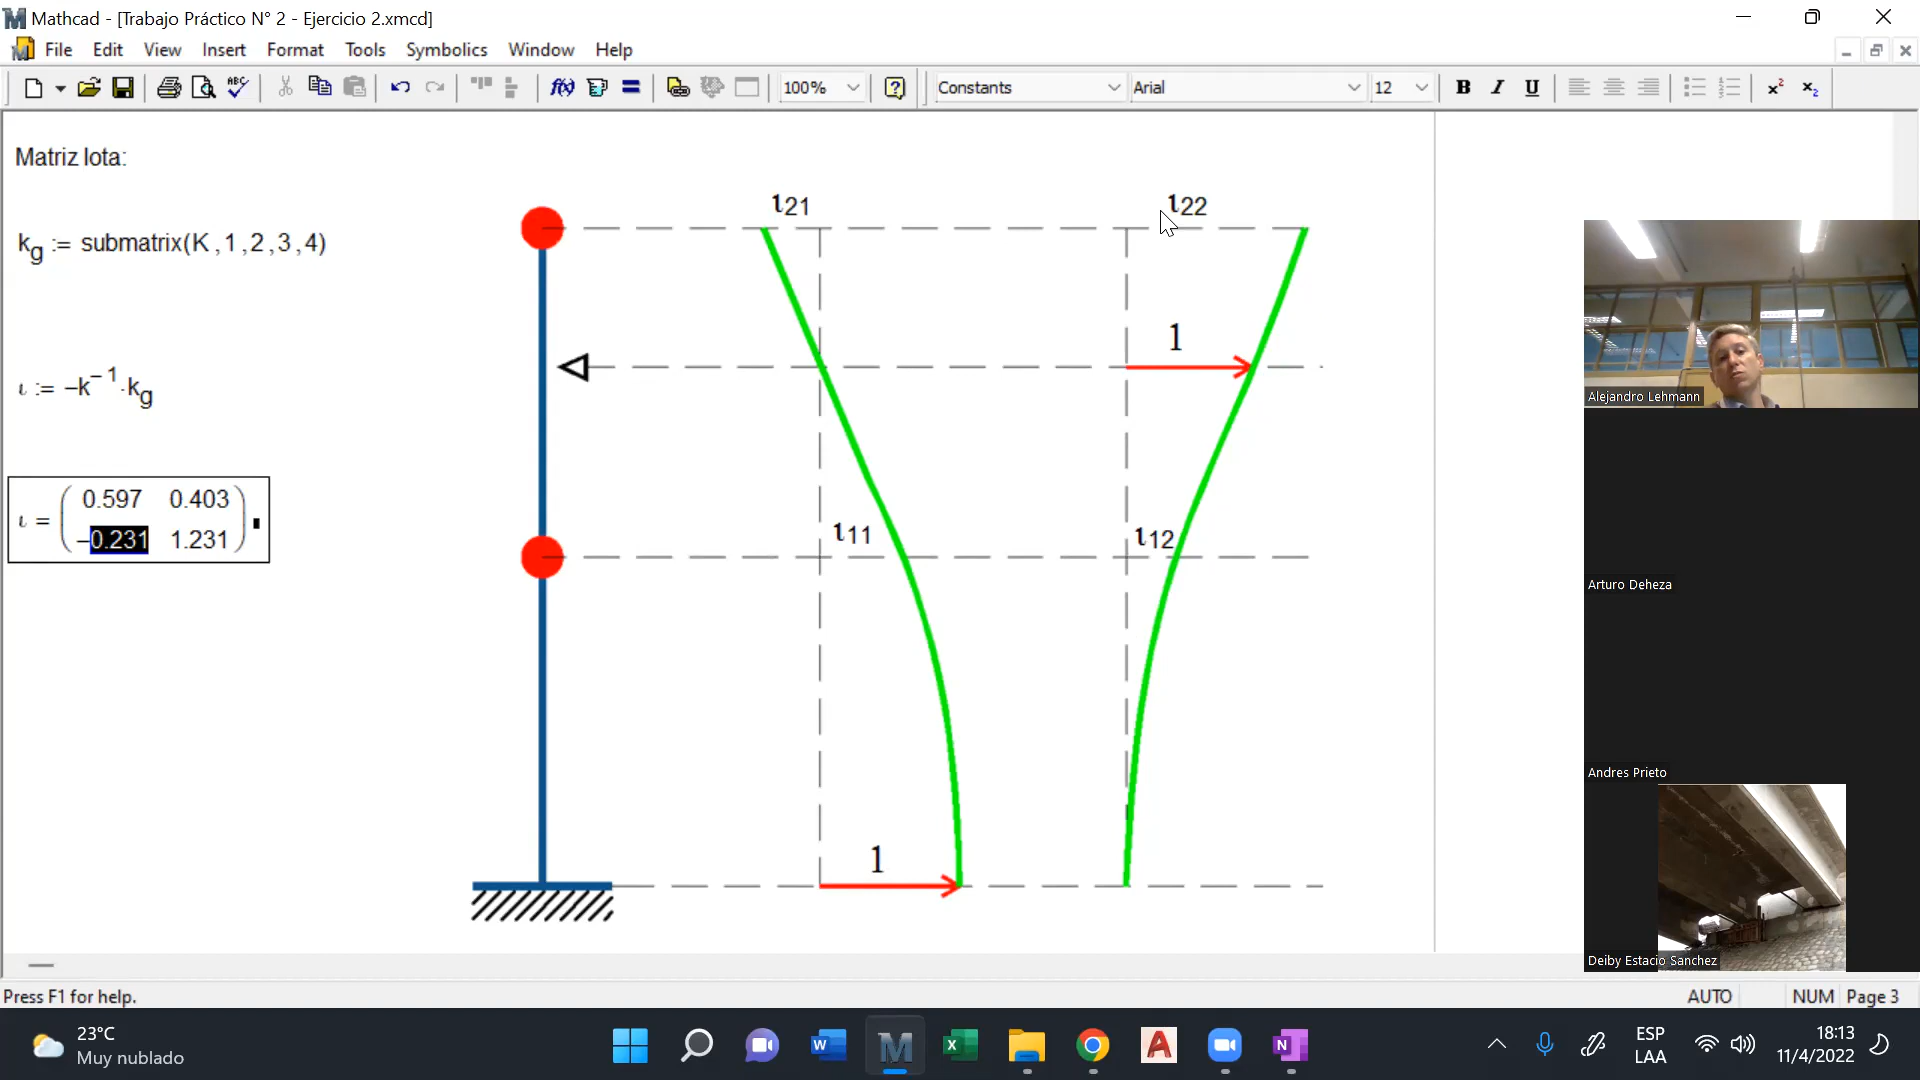 Mathcad - [Trabajo Práctico N° 2 - Ejercicio 2.xmcd]
File Edit View Insert Format Tools Symbolics Window Help
100% Constants Arial 12 B I U x² x₂
Matriz Iota:
ι21 ι22
kg := submatrix(K,1,2,3,4)
1
ι := −k⁻¹·kg
ι = (0.597 0.403
−0.231 1.231)
ι11 ι12
1
Alejandro Lehmann
Arturo Deheza
Andres Prieto
Deiby Estacio Sanchez
Press F1 for help.
AUTO NUM Page 3
23°C
Muy nublado
ESP
LAA
18:13
11/4/2022